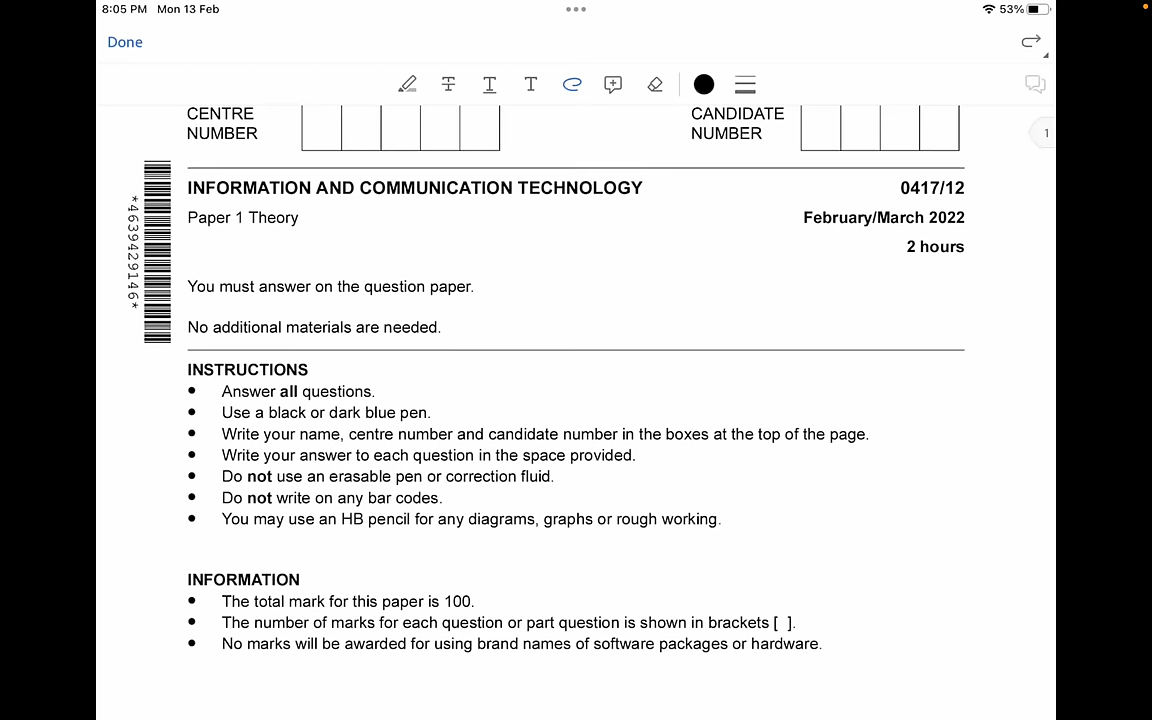 8:05 PM Mon 13 Feb
53%
Done
T T T
1
CENTRE NUMBER
CANDIDATE NUMBER
*4639429146*
INFORMATION AND COMMUNICATION TECHNOLOGY 0417/12
Paper 1 Theory February/March 2022
2 hours
You must answer on the question paper.
No additional materials are needed.
INSTRUCTIONS
● Answer all questions.
● Use a black or dark blue pen.
● Write your name, centre number and candidate number in the boxes at the top of the page.
● Write your answer to each question in the space provided.
● Do not use an erasable pen or correction fluid.
● Do not write on any bar codes.
● You may use an HB pencil for any diagrams, graphs or rough working.
INFORMATION
● The total mark for this paper is 100.
● The number of marks for each question or part question is shown in brackets [ ].
● No marks will be awarded for using brand names of software packages or hardware.